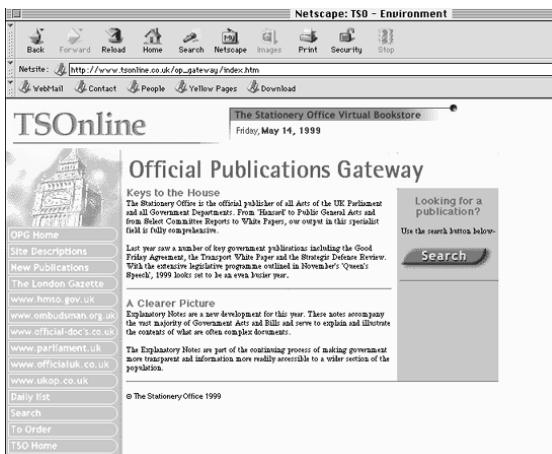 Netscape: TSO - Environment
Back Forward Reload Home Search Netscape Images Print Security Stop
Netsite: http://www.tsonline.co.uk/op_gateway/index.htm
WebMail Contact People Yellow Pages Download
TSOnline
The Stationery Office Virtual Bookstore
Friday, May 14, 1999
Official Publications Gateway
Keys to the House
The Stationery Office is the official publisher of all Acts of the UK Parliament
and all Government Departments. From 'Hansard' to Public General Acts and
from Select Committee Reports to White Papers, our output in this specialist
field is fully comprehensive.
Last year saw a number of key government publications including the Good
Friday Agreement, the Transport White Paper and the Strategic Defence Review.
With the extensive legislative programme outlined in November's 'Queen's
Speech', 1999 looks set to be an even busier year.
A Clearer Picture
Explanatory Notes are a new development for this year. These notes accompany
the vast majority of Government Acts and Bills and serve to explain and illustrate
the contents of what are often complex documents.
The Explanatory Notes are part of the continuing process of making government
more transparent and information more readily accessible to a wider section of the
population.
© The Stationery Office 1999
Looking for a
publication?
Use the search button below-
Search
OPG Home
Site Descriptions
New Publications
The London Gazette
www.hmso.gov.uk
www.ombudsman.org.uk
www.official-doc's.co.uk
www.parliament.uk
www.officialuk.co.uk
www.ukop.co.uk
Daily list
Search
To Order
TSO Home